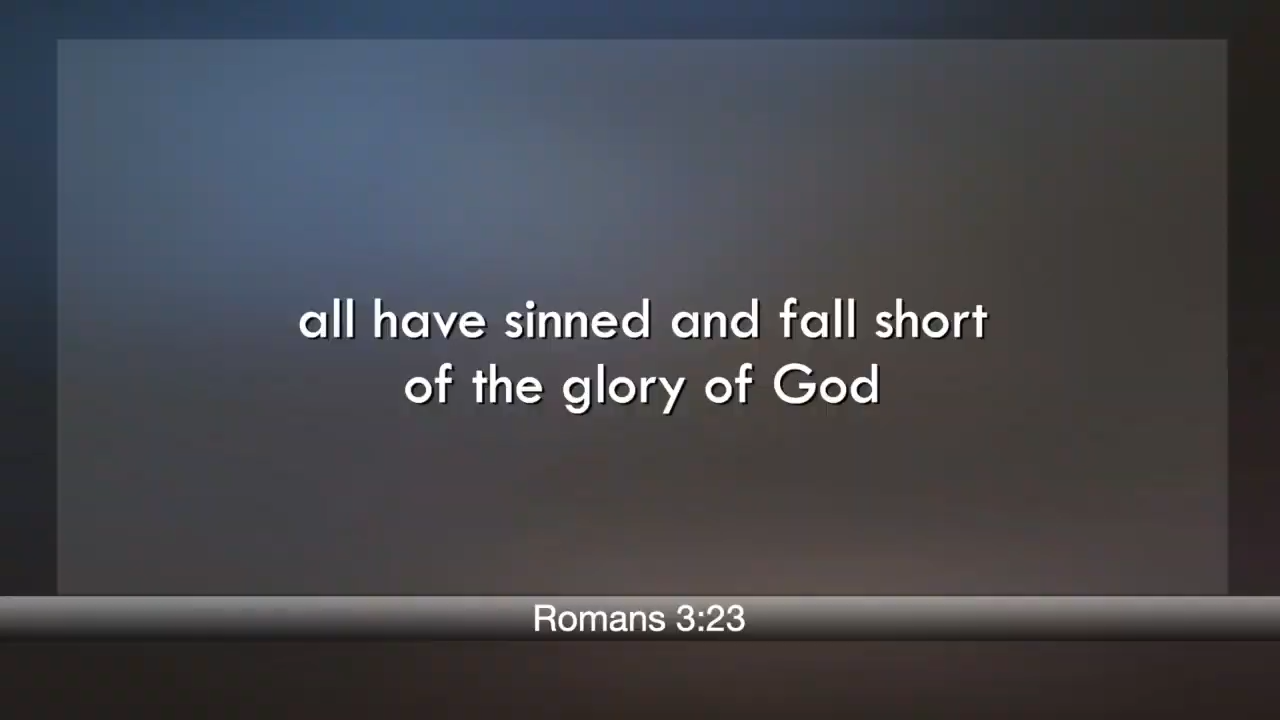 all have sinned and fall short
of the glory of God
Romans 3:23